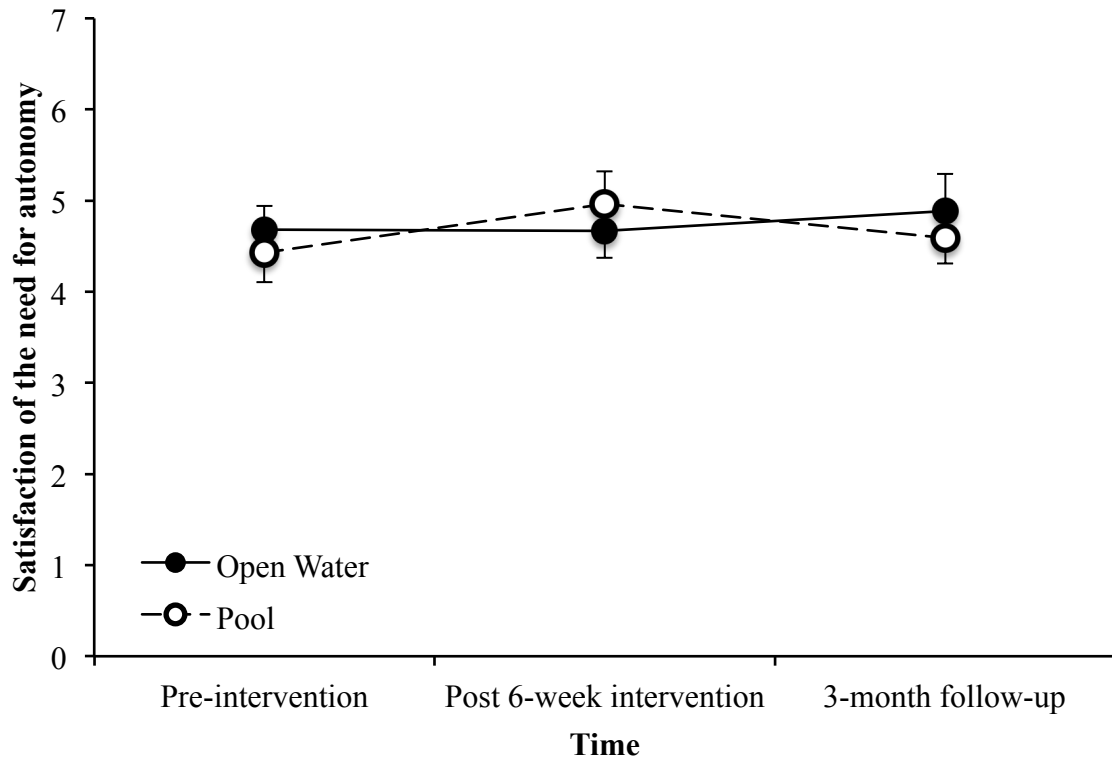 7
6
5
4
3
2
1
0
Satisfaction of the need for autonomy
Open Water
Pool
Pre-intervention
Post 6-week intervention
3-month follow-up
Time